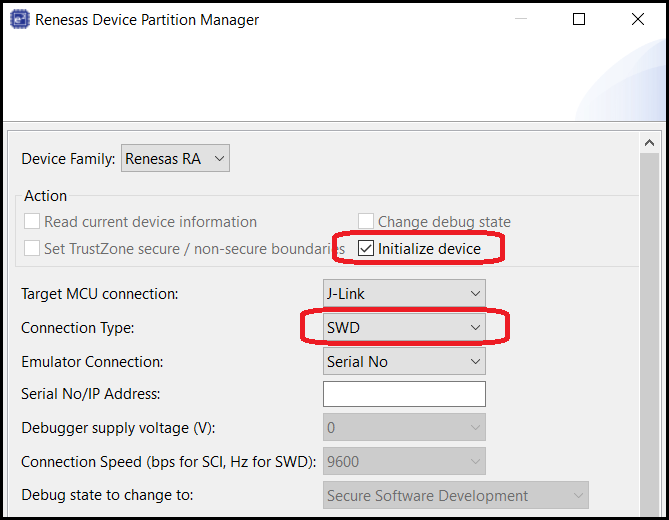 Renesas Device Partition Manager
Device Family: Renesas RA
Action
Read current device information Change debug state
Set TrustZone secure / non-secure boundaries Initialize device
Target MCU connection: J-Link
Connection Type: SWD
Emulator Connection: Serial No
Serial No/IP Address:
Debugger supply voltage (V): 0
Connection Speed (bps for SCI, Hz for SWD): 9600
Debug state to change to: Secure Software Development